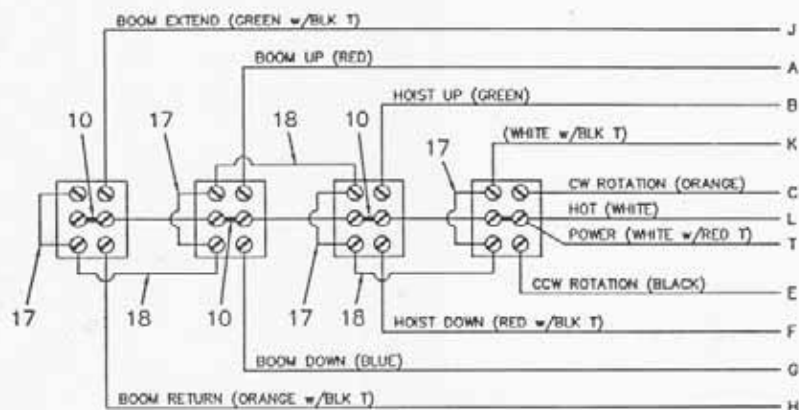 BOOM EXTEND (GREEN w/BLK T) J
BOOM UP (RED) A
HOIST UP (GREEN) B
10 17 18 10 17 (WHITE w/BLK T) K
CW ROTATION (ORANGE) C
HOT (WHITE) L
POWER (WHITE w/RED T) T
CCW ROTATION (BLACK) E
17 18 10 17 18 HOIST DOWN (RED w/BLK T) F
BOOM DOWN (BLUE) G
BOOM RETURN (ORANGE w/BLK T) H